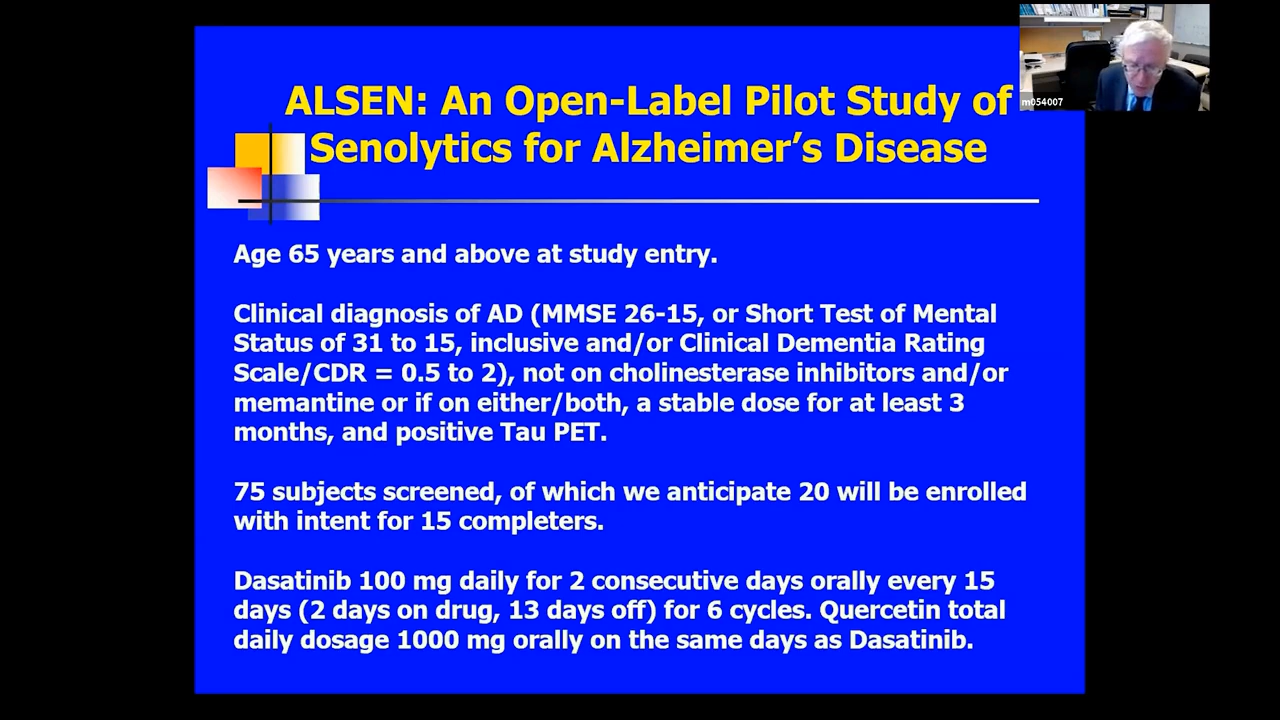 ALSEN: An Open-Label Pilot Study of
Senolytics for Alzheimer’s Disease
m054007
Age 65 years and above at study entry.
Clinical diagnosis of AD (MMSE 26-15, or Short Test of Mental
Status of 31 to 15, inclusive and/or Clinical Dementia Rating
Scale/CDR = 0.5 to 2), not on cholinesterase inhibitors and/or
memantine or if on either/both, a stable dose for at least 3
months, and positive Tau PET.
75 subjects screened, of which we anticipate 20 will be enrolled
with intent for 15 completers.
Dasatinib 100 mg daily for 2 consecutive days orally every 15
days (2 days on drug, 13 days off) for 6 cycles. Quercetin total
daily dosage 1000 mg orally on the same days as Dasatinib.